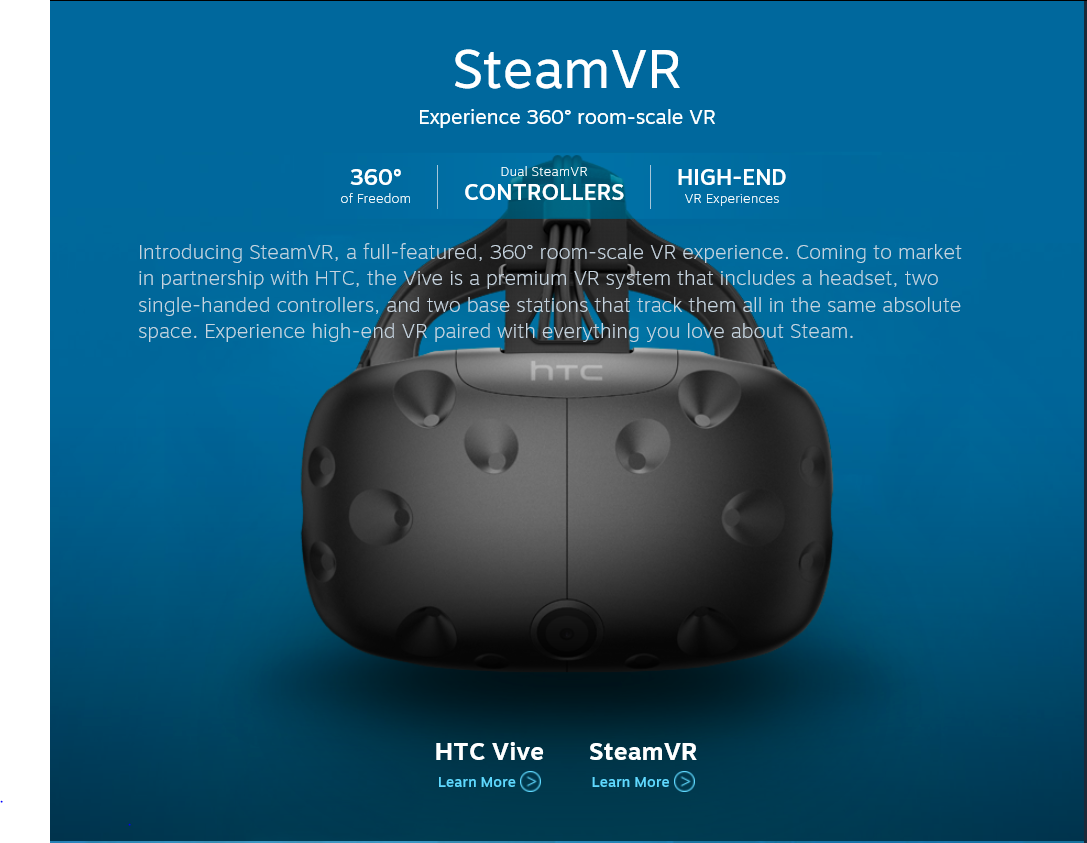 SteamVR
Experience 360° room-scale VR
360°
of Freedom
Dual SteamVR
CONTROLLERS
HIGH-END
VR Experiences
Introducing SteamVR, a full-featured, 360° room-scale VR experience. Coming to market
in partnership with HTC, the Vive is a premium VR system that includes a headset, two
single-handed controllers, and two base stations that track them all in the same absolute
space. Experience high-end VR paired with everything you love about Steam.
hTC
HTC Vive
Learn More
SteamVR
Learn More